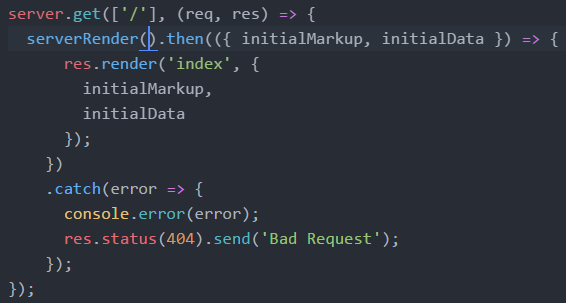 server.get(['/'], (req, res) => {
  serverRender().then(({ initialMarkup, initialData }) => {
      res.render('index', {
        initialMarkup,
        initialData
      });
    })
    .catch(error => {
      console.error(error);
      res.status(404).send('Bad Request');
    });
});